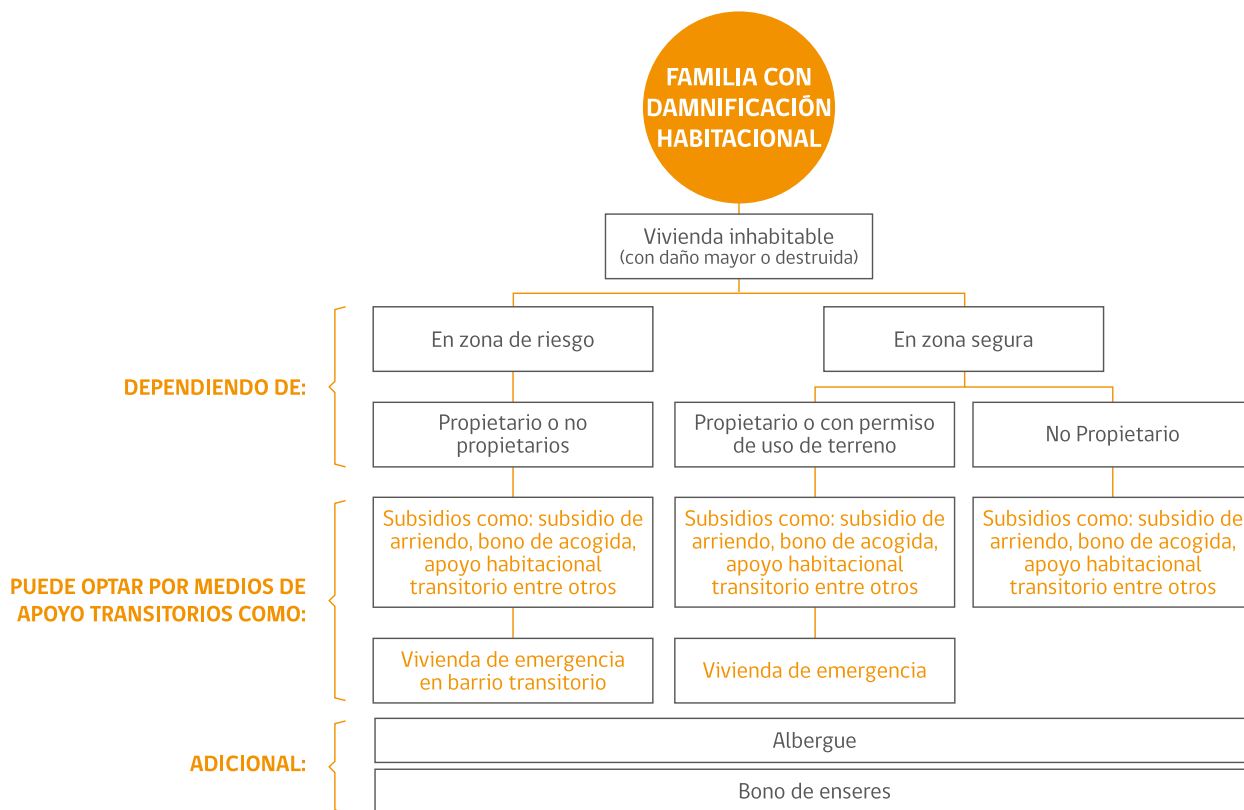 FAMILIA CON
DAMNIFICACIÓN
HABITACIONAL
Vivienda inhabitable
(con daño mayor o destruida)
DEPENDIENDO DE:
En zona de riesgo
En zona segura
Propietario o no
propietarios
Propietario o con permiso
de uso de terreno
No Propietario
PUEDE OPTAR POR MEDIOS DE
APOYO TRANSITORIOS COMO:
Subsidios como: subsidio de
arriendo, bono de acogida,
apoyo habitacional
transitorio entre otros
Subsidios como: subsidio de
arriendo, bono de acogida,
apoyo habitacional
transitorio entre otros
Subsidios como: subsidio de
arriendo, bono de acogida,
apoyo habitacional
transitorio entre otros
Vivienda de emergencia
en barrio transitorio
Vivienda de emergencia
ADICIONAL:
Albergue
Bono de enseres